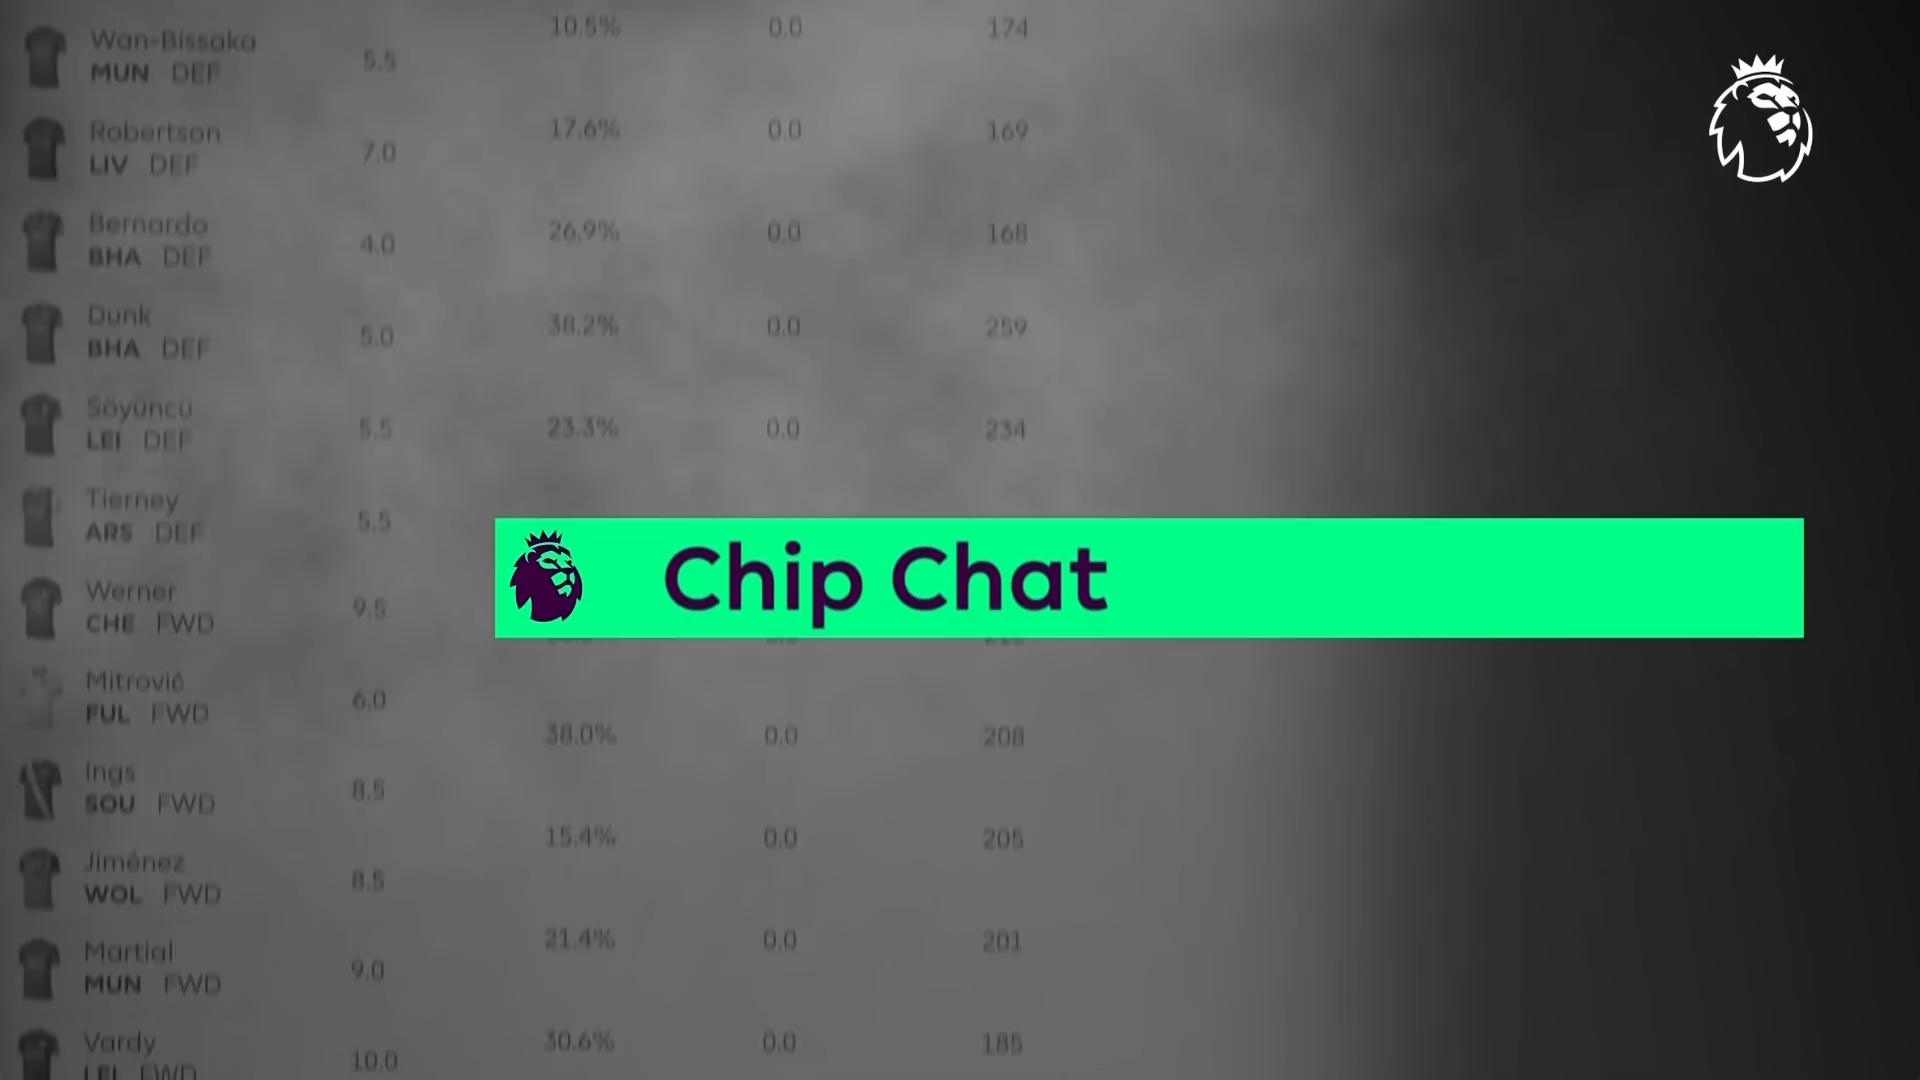 Wan-Bissaka
MUN DEF
5.5
10.5%
0.0
174
Robertson
LIV DEF
7.0
17.6%
0.0
169
Bernardo
BHA DEF
4.0
26.9%
0.0
168
Dunk
BHA DEF
5.0
38.2%
0.0
259
Söyüncü
LEI DEF
5.5
23.3%
0.0
234
Tierney
ARS DEF
5.5
Chip Chat
Werner
CHE FWD
9.5
Mitrović
FUL FWD
6.0
38.0%
0.0
208
Ings
SOU FWD
8.5
15.4%
0.0
205
Jiménez
WOL FWD
8.5
21.4%
0.0
201
Martial
MUN FWD
9.0
Vardy
LEI FWD
10.0
30.6%
0.0
185